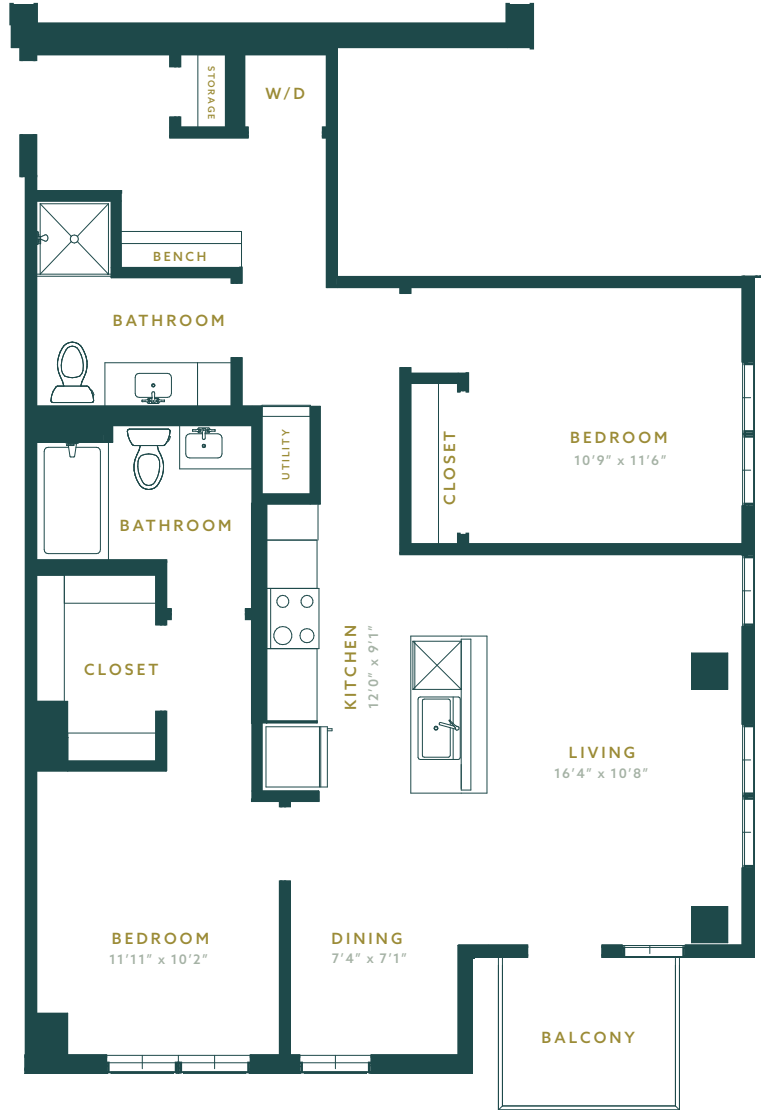 STORAGE
W/D
BENCH
BATHROOM
UTILITY
CLOSET
BEDROOM
10'9" x 11'6"
BATHROOM
CLOSET
KITCHEN
12'0" x 9'1"
LIVING
16'4" x 10'8"
BEDROOM
11'11" x 10'2"
DINING
7'4" x 7'1"
BALCONY